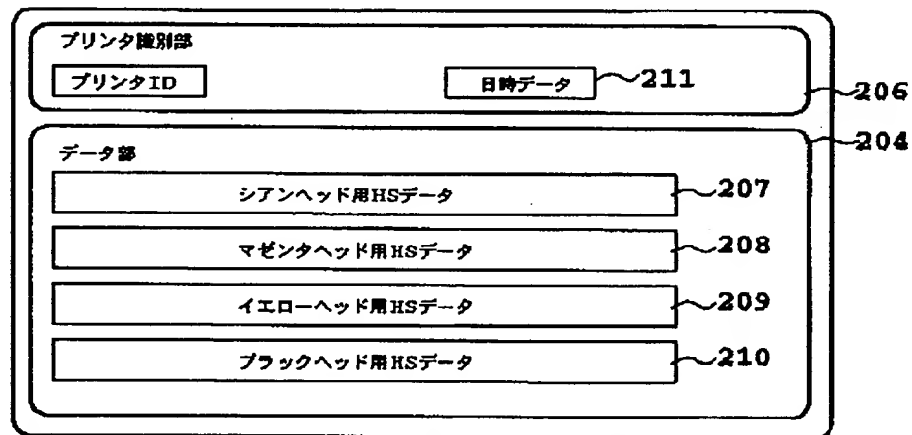 プリンタ識別部
プリンタID
日時データ 211
206
204
データ部
シアンヘッド用HSデータ 207
マゼンタヘッド用HSデータ 208
イエローヘッド用HSデータ 209
ブラックヘッド用HSデータ 210